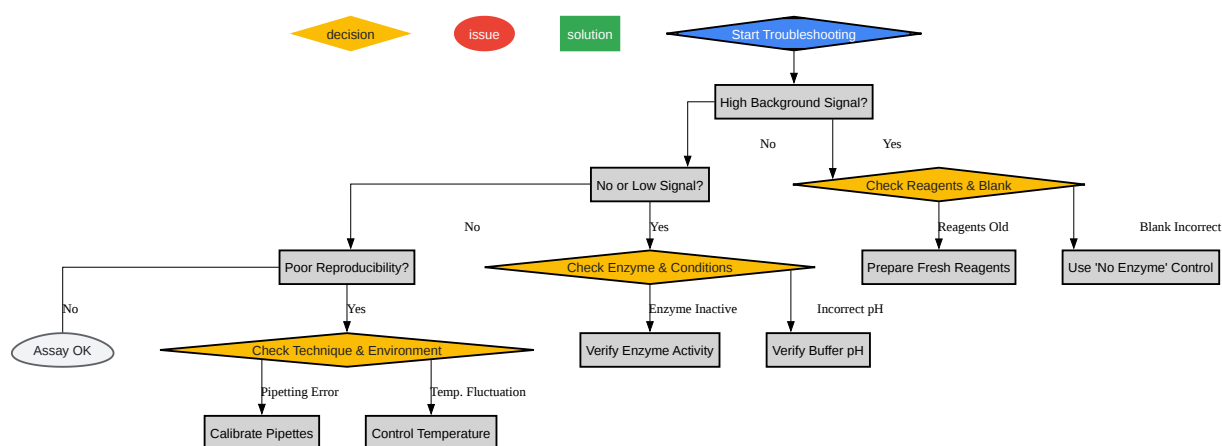 decision
issue
solution
Start Troubleshooting
High Background Signal?
No
Yes
No or Low Signal?
Check Reagents & Blank
No
Yes
Reagents Old
Blank Incorrect
Poor Reproducibility?
Check Enzyme & Conditions
Prepare Fresh Reagents
Use 'No Enzyme' Control
No
Yes
Enzyme Inactive
Incorrect pH
Assay OK
Check Technique & Environment
Verify Enzyme Activity
Verify Buffer pH
Pipetting Error
Temp. Fluctuation
Calibrate Pipettes
Control Temperature